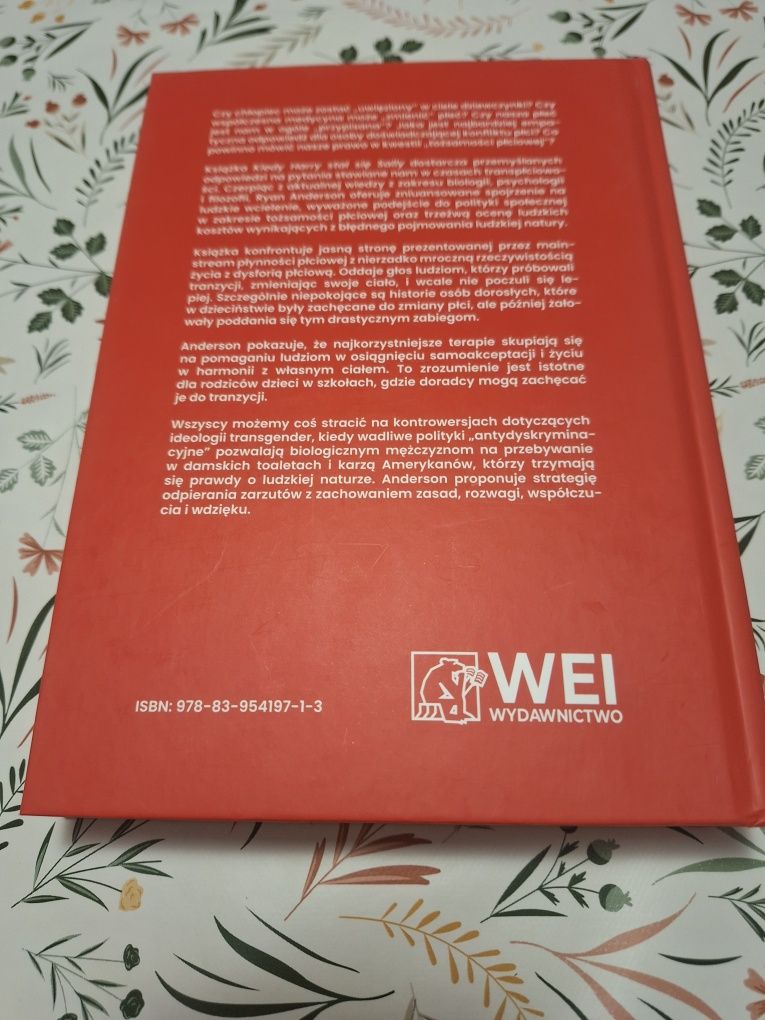 Czy chłopiec może zostać „uwięziony” w ciele dziewczynki? Czy
współczesna medycyna może „zmienić” płeć? Czy nasza płeć
jest nam w ogóle „przypisana”? Jaka jest najbardziej empa-
tyczna odpowiedź dla osoby doświadczającej konfliktu płci? Co
powinno mówić nasze prawo w kwestii „tożsamości płciowej”?
Książka Kiedy Harry stał się Sally dostarcza przemyślanych
odpowiedzi na pytania stawiane nam w czasach transpłciowo-
ści. Czerpiąc z aktualnej wiedzy z zakresu biologii, psychologii
i filozofii, Ryan Anderson oferuje zniuansowane spojrzenie na
ludzkie wcielenie, wyważone podejście do polityki społecznej
w zakresie tożsamości płciowej oraz trzeźwą ocenę ludzkich
kosztów wynikających z błędnego pojmowania ludzkiej natury.
Książka konfrontuje jasną stronę prezentowanej przez main-
stream płynności płciowej z nierzadko mroczną rzeczywistością
życia z dysforią płciową. Oddaje głos ludziom, którzy próbowali
tranzycji, zmieniając swoje ciało, i wcale nie poczuli się le-
piej. Szczególnie niepokojące są historie osób dorosłych, które
w dzieciństwie były zachęcane do zmiany płci, ale później żało-
wały poddania się tym drastycznym zabiegom.
Anderson pokazuje, że najkorzystniejsze terapie skupiają się
na pomaganiu ludziom w osiągnięciu samoakceptacji i życiu
w harmonii z własnym ciałem. To zrozumienie jest istotne
dla rodziców dzieci w szkołach, gdzie doradcy mogą zachęcać
je do tranzycji.
Wszyscy możemy coś stracić na kontrowersjach dotyczących
ideologii transgender, kiedy wadliwe polityki „antydyskrymina-
cyjne” pozwalają biologicznym mężczyznom na przebywanie
w damskich toaletach i karzą Amerykanów, którzy trzymają
się prawdy o ludzkiej naturze. Anderson proponuje strategię
odpierania zarzutów z zachowaniem zasad, rozwagi, współczu-
cia i wdzięku.
ISBN: 978-83-954197-1-3
WEI
WYDAWNICTWO